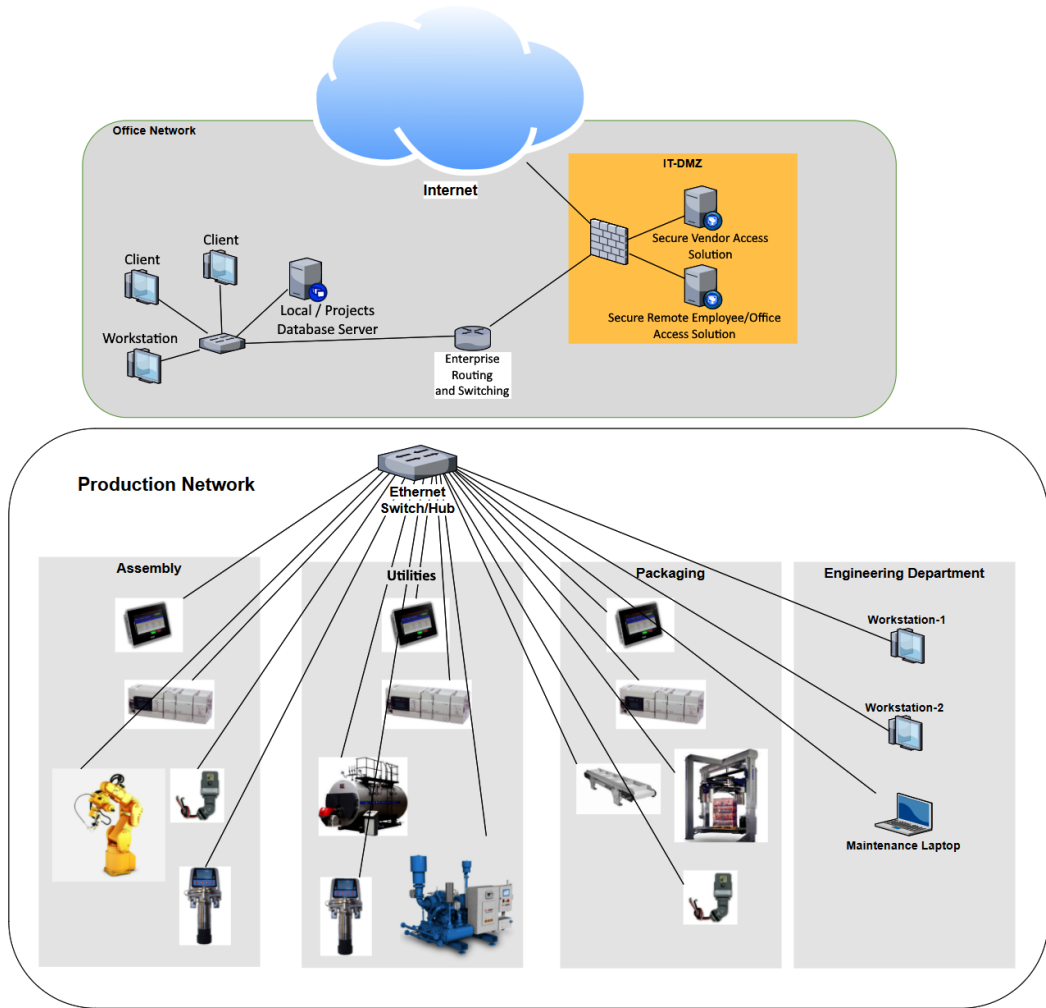 Office Network
Internet
IT-DMZ
Secure Vendor Access
Solution
Secure Remote Employee/Office
Access Solution
Client
Client
Local / Projects
Database Server
Workstation
Enterprise
Routing
and Switching
Production Network
Ethernet
Switch/Hub
Assembly
Utilities
Packaging
Engineering Department
Workstation-1
Workstation-2
Maintenance Laptop